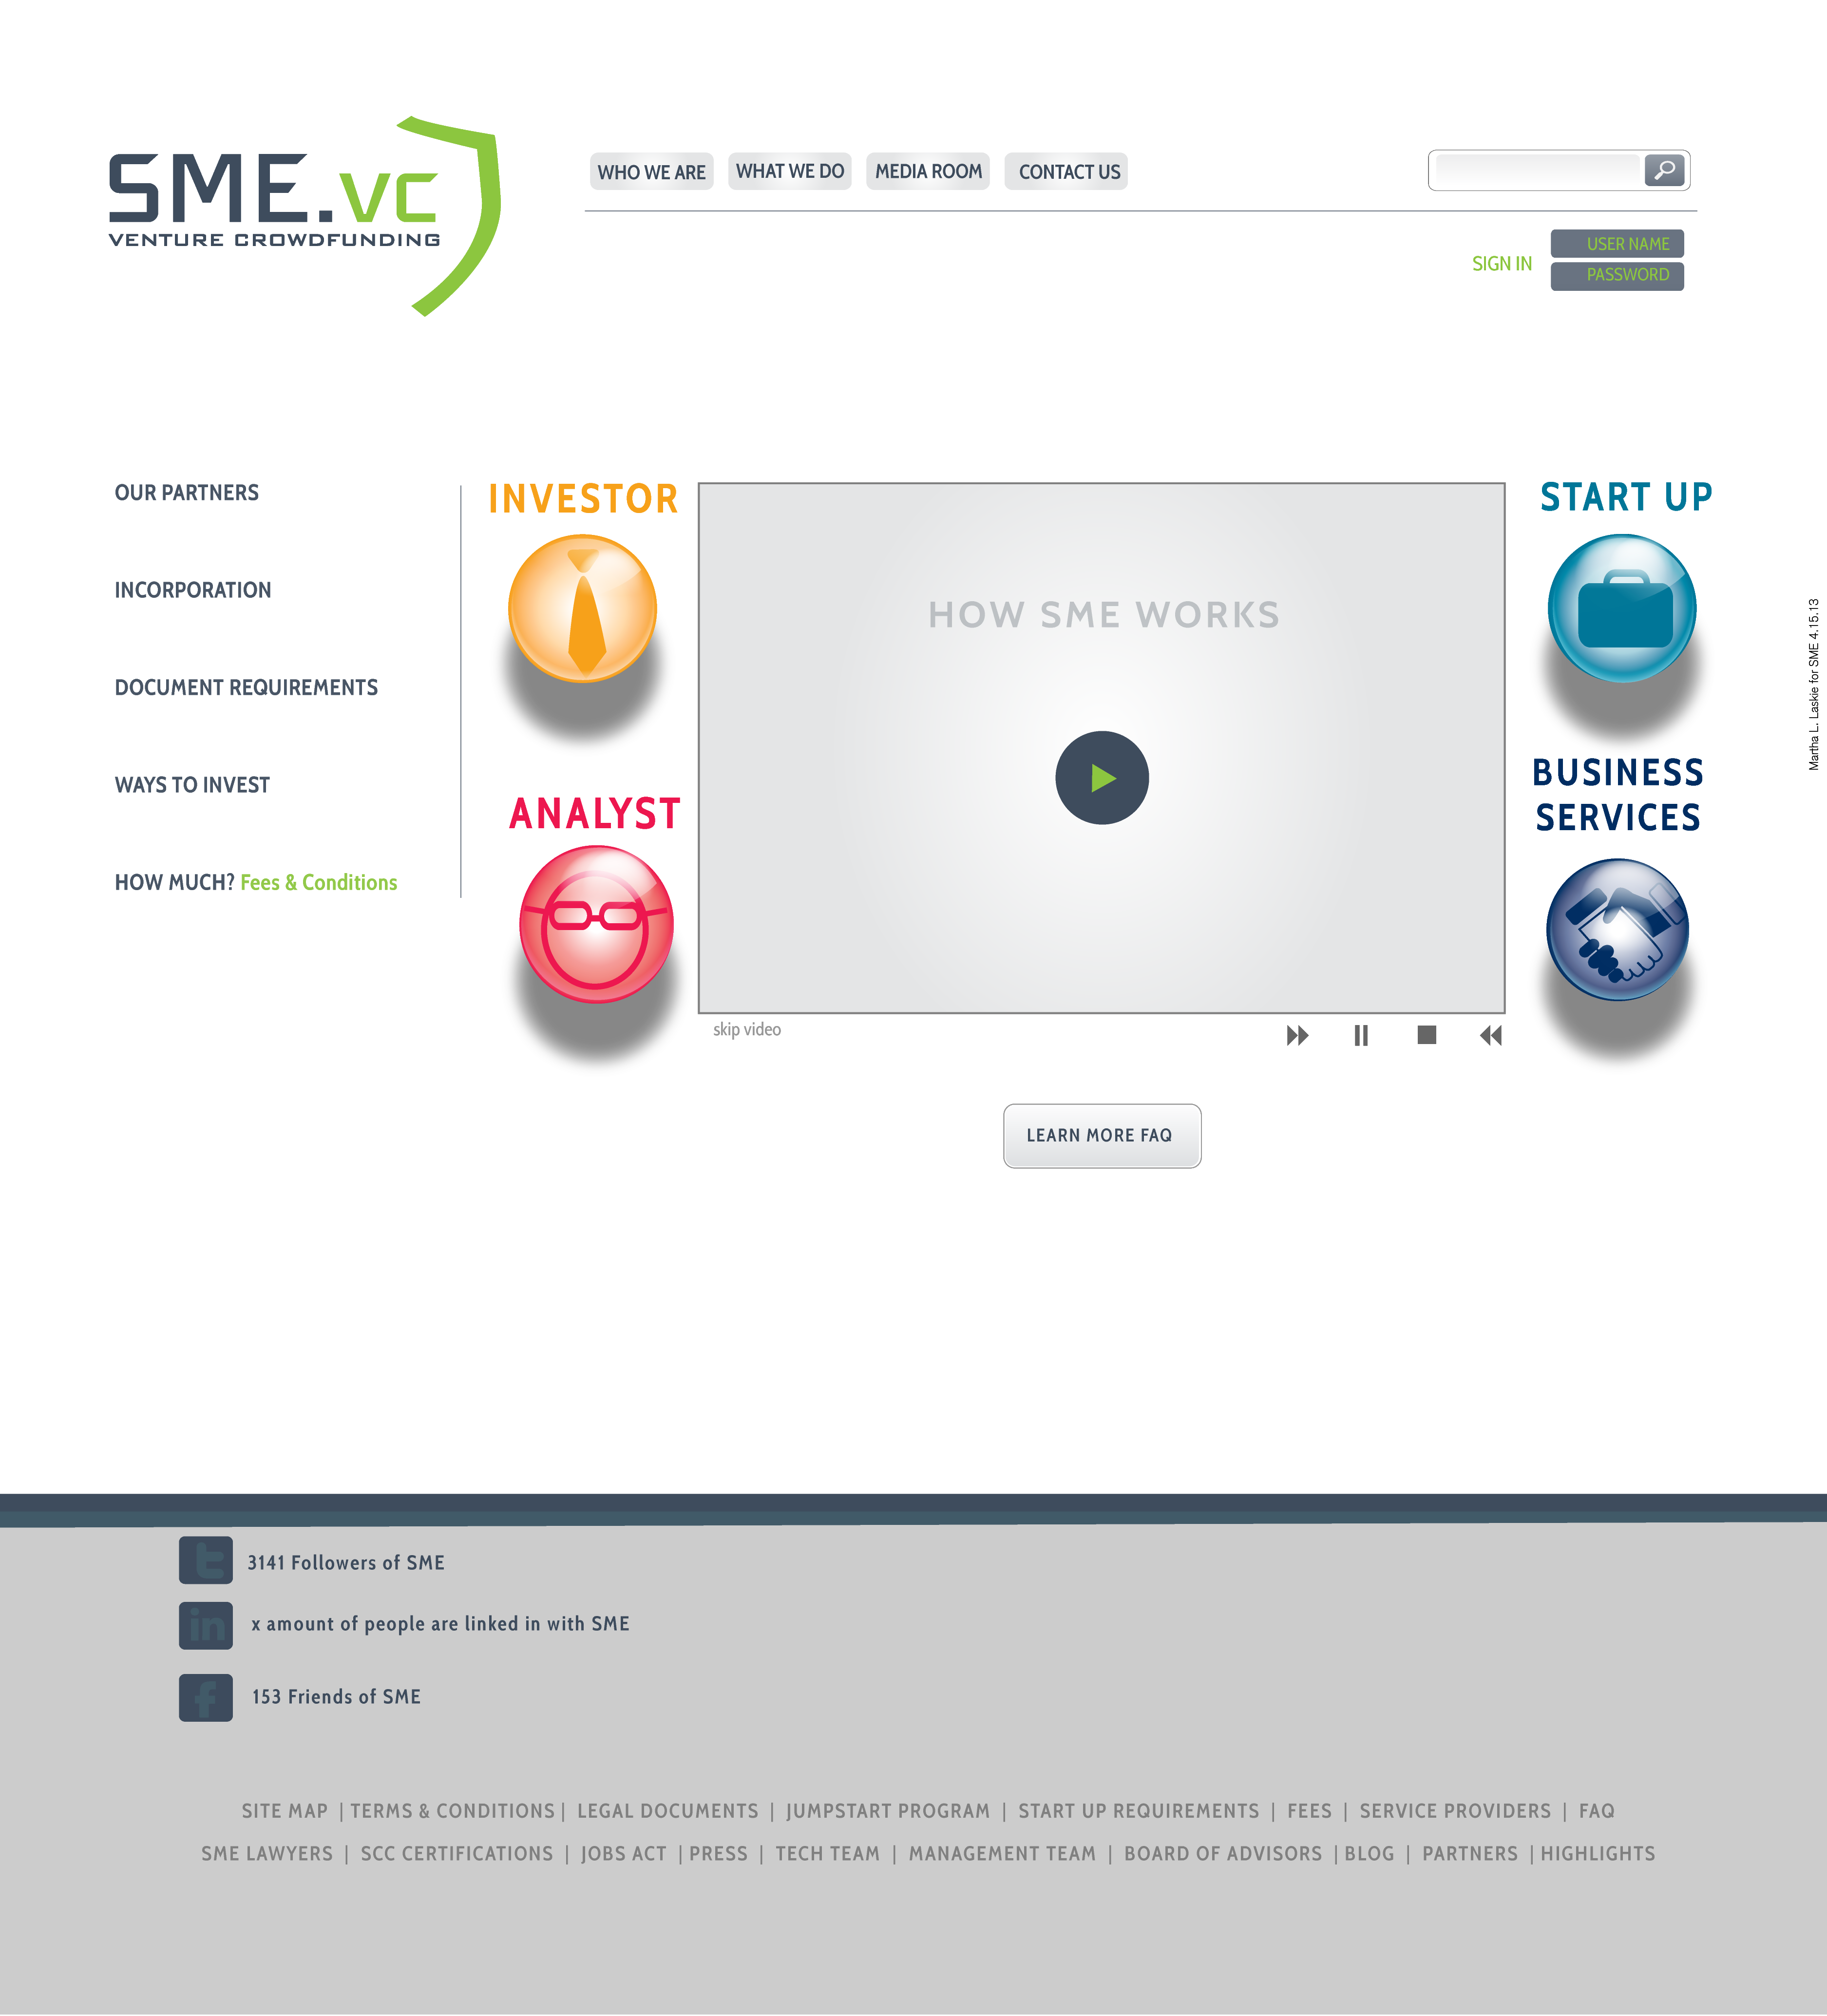 SME.VC
VENTURE CROWDFUNDING
WHO WE ARE
WHAT WE DO
MEDIA ROOM
CONTACT US
SIGN IN
USER NAME
PASSWORD
OUR PARTNERS
INCORPORATION
DOCUMENT REQUIREMENTS
WAYS TO INVEST
HOW MUCH? Fees & Conditions
INVESTOR
ANALYST
HOW SME WORKS
skip video
START UP
BUSINESS
SERVICES
Martha L. Laskie for SME 4.15.13
LEARN MORE FAQ
t
3141 Followers of SME
in
x amount of people are linked in with SME
f
153 Friends of SME
SITE MAP | TERMS & CONDITIONS | LEGAL DOCUMENTS | JUMPSTART PROGRAM | START UP REQUIREMENTS | FEES | SERVICE PROVIDERS | FAQ
SME LAWYERS | SCC CERTIFICATIONS | JOBS ACT | PRESS | TECH TEAM | MANAGEMENT TEAM | BOARD OF ADVISORS | BLOG | PARTNERS | HIGHLIGHTS